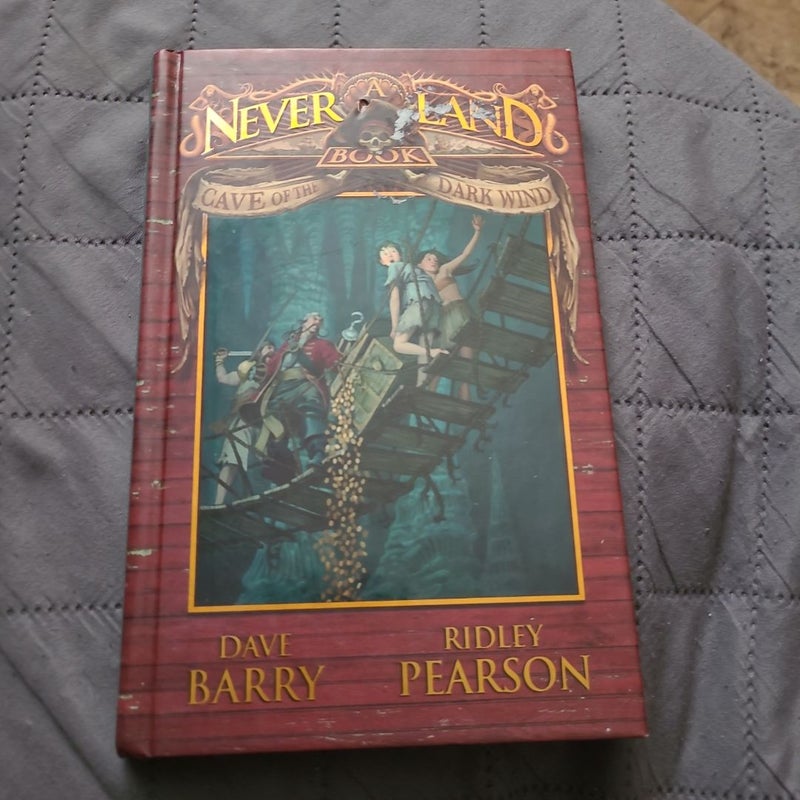 A
NEVER LAND
BOOK
CAVE OF THE DARK WIND
DAVE BARRY
RIDLEY PEARSON